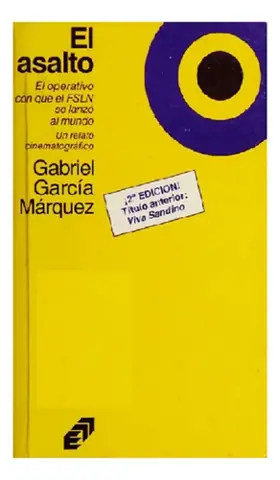 El
asalto
El operativo
con que el FSLN
se lanzó
al mundo
Un relato
cinematográfico
Gabriel
García
Márquez
¡2ª EDICION!
Título anterior:
Viva Sandino
E